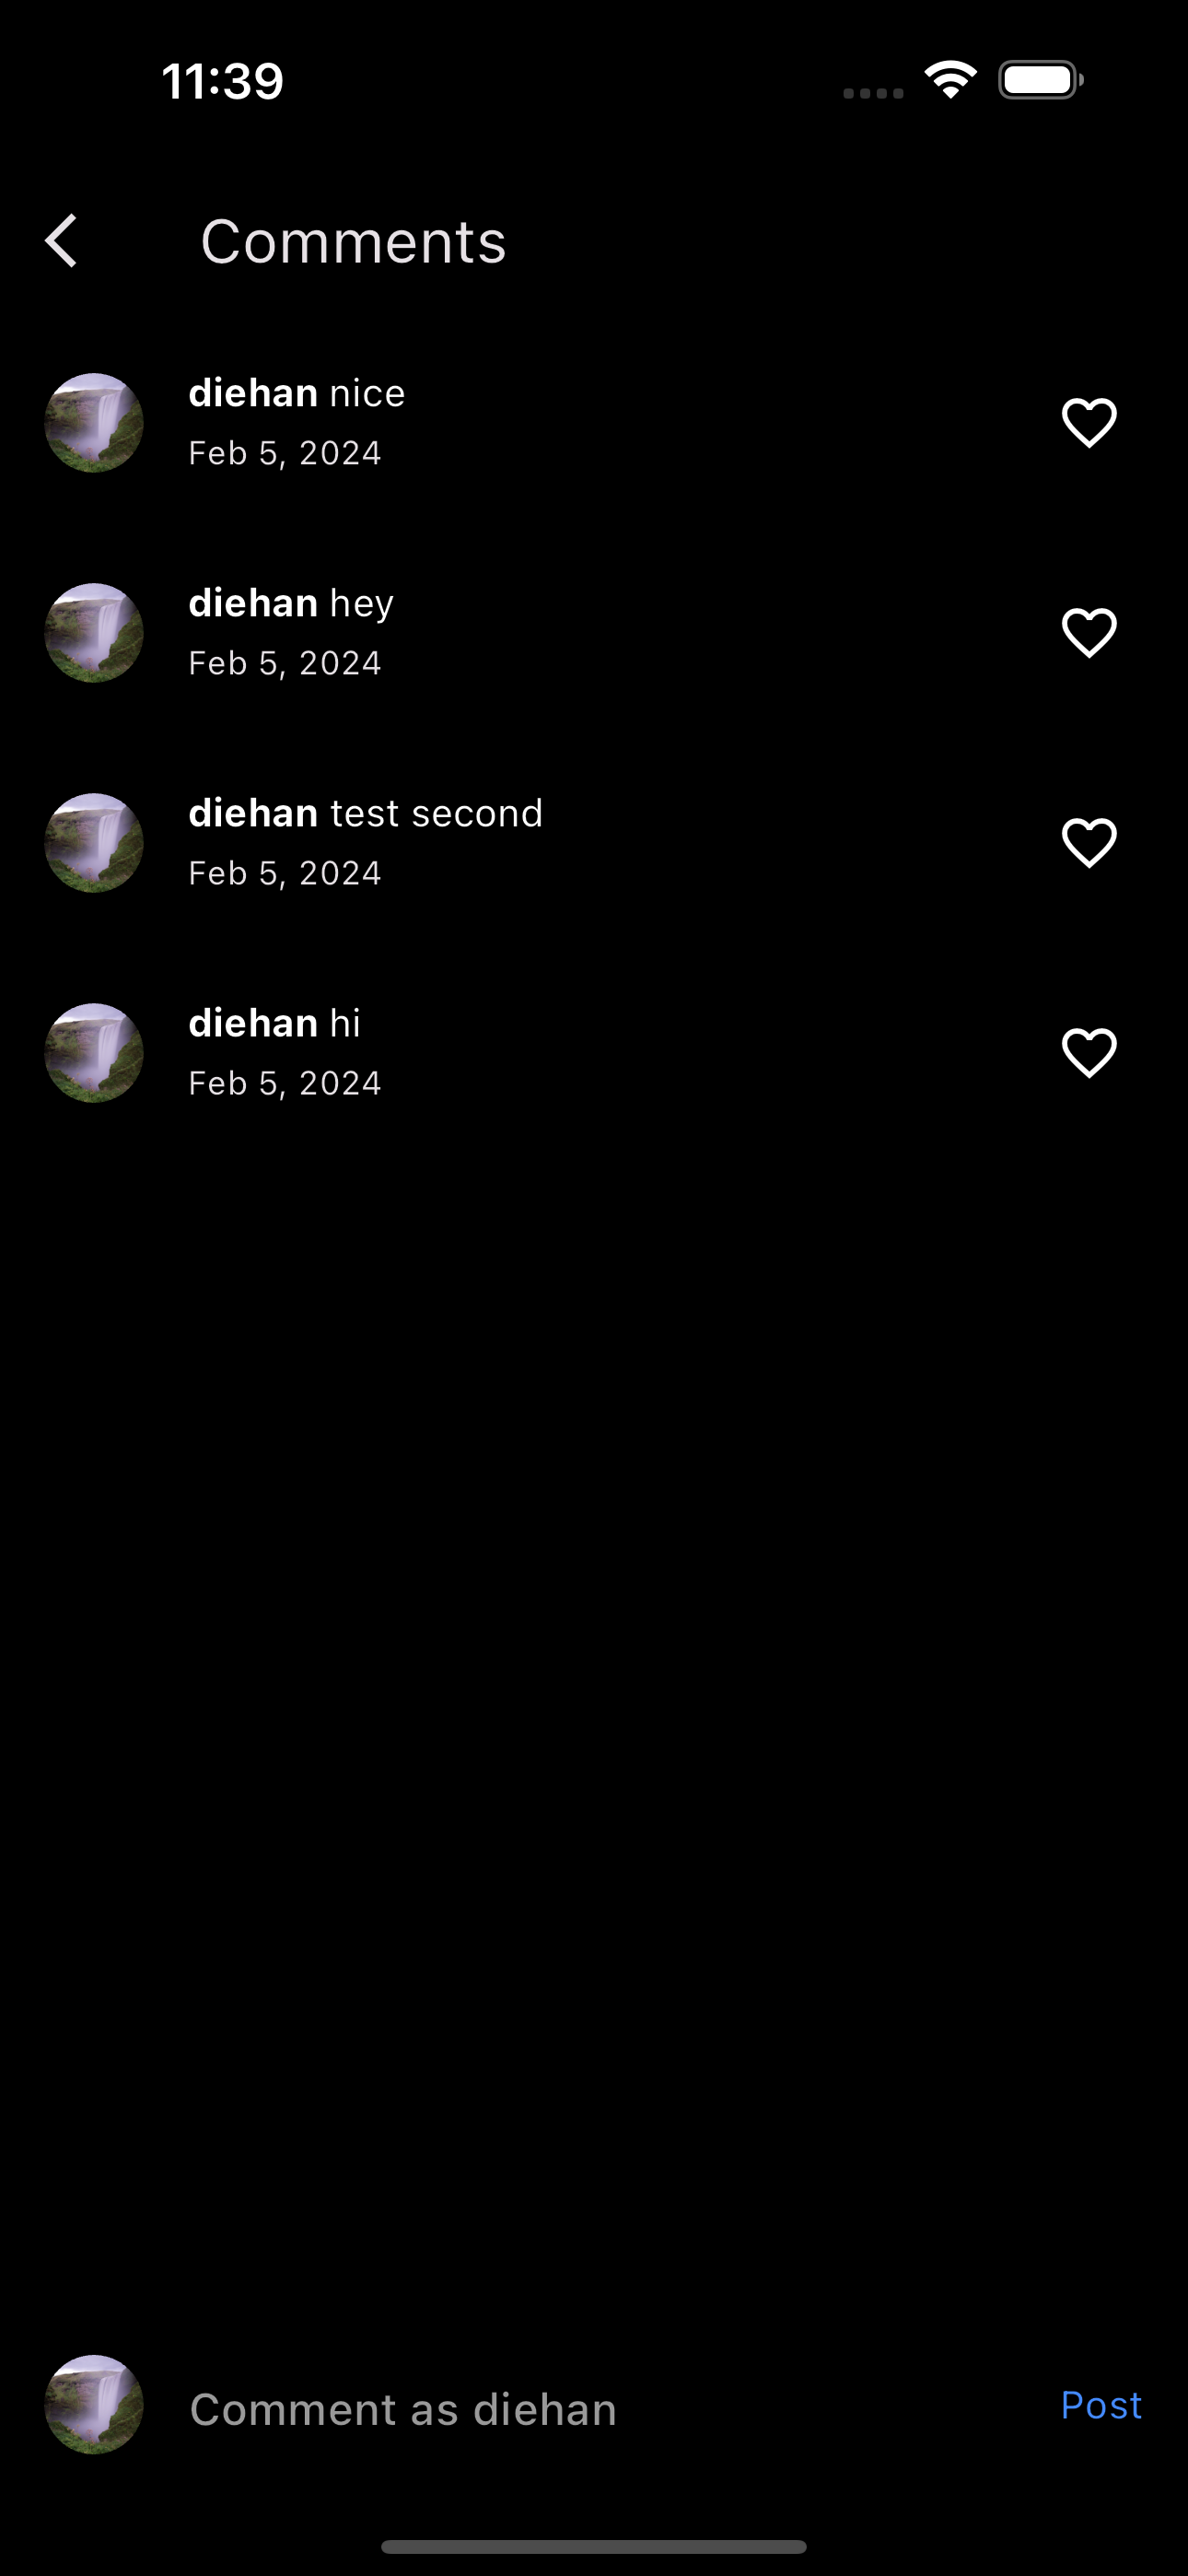 11:39
Comments
diehan nice
Feb 5, 2024
diehan hey
Feb 5, 2024
diehan test second
Feb 5, 2024
diehan hi
Feb 5, 2024
Comment as diehan
Post